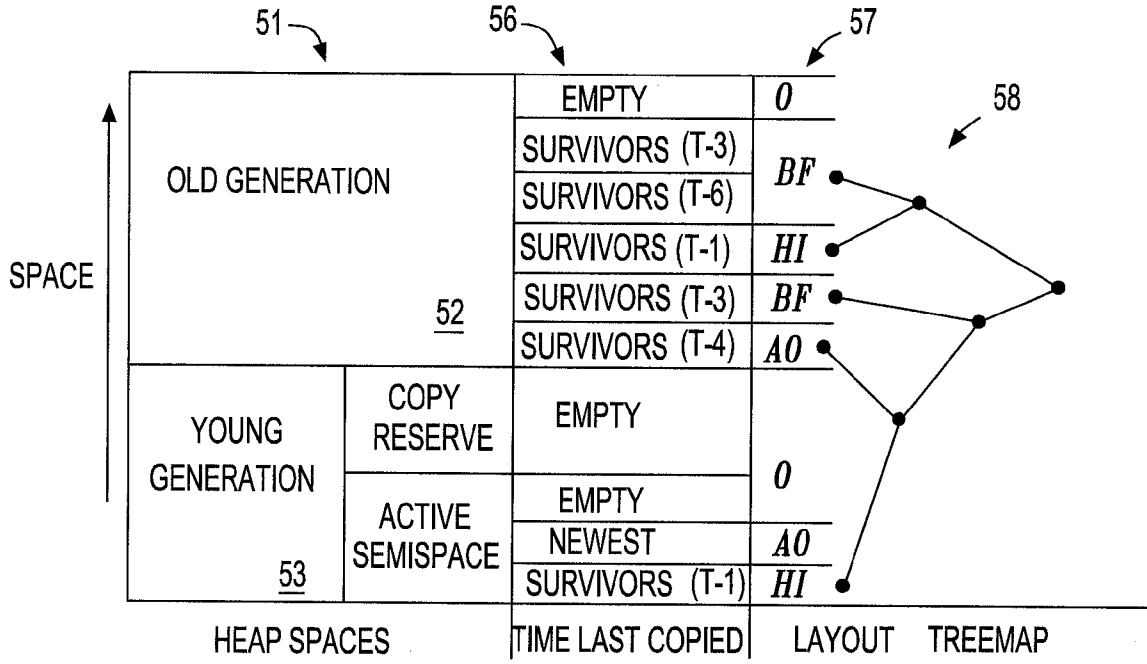 51
56
57
58
EMPTY
O
SURVIVORS (T-3)
OLD GENERATION
BF
SURVIVORS (T-6)
SPACE
SURVIVORS (T-1)
HI
52
SURVIVORS (T-3)
BF
SURVIVORS (T-4)
AO
YOUNG
GENERATION
COPY
RESERVE
EMPTY
O
ACTIVE
SEMISPACE
EMPTY
NEWEST
AO
53
SURVIVORS (T-1)
HI
HEAP SPACES
TIME LAST COPIED
LAYOUT
TREEMAP